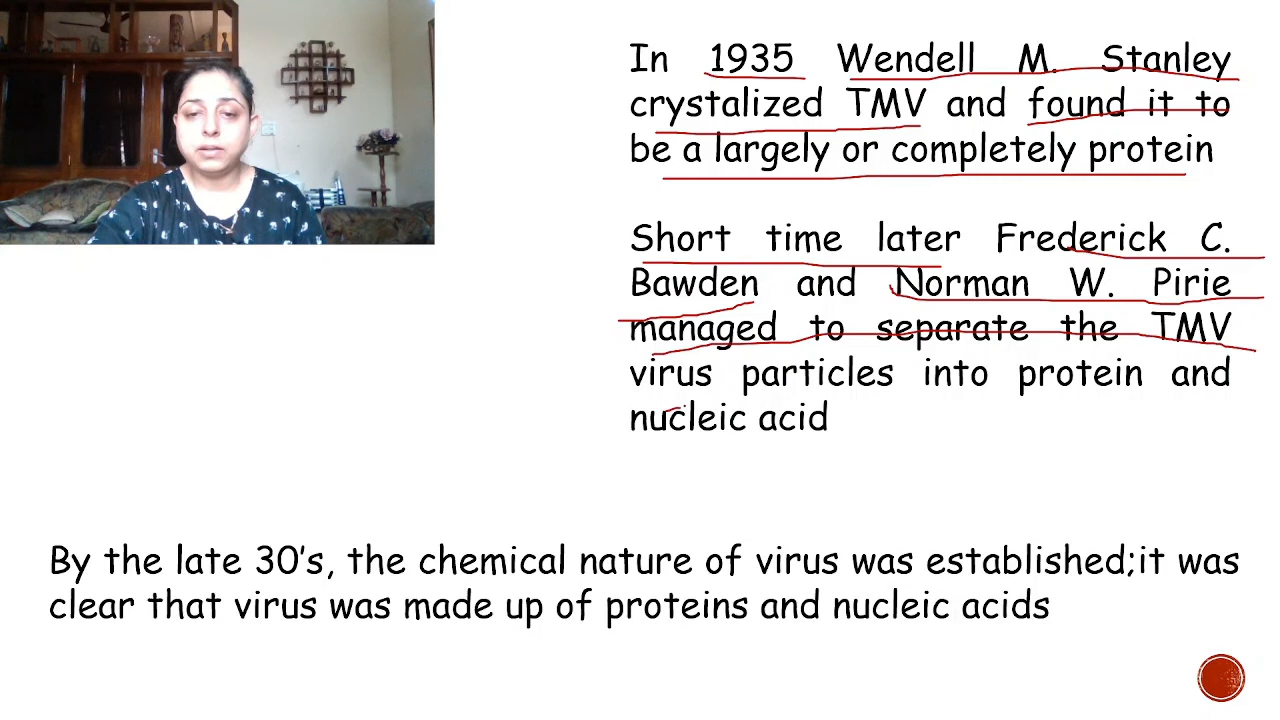 In 1935 Wendell M. Stanley
crystalized TMV and found it to
be a largely or completely protein
Short time later Frederick C.
Bawden and Norman W. Pirie
managed to separate the TMV
virus particles into protein and
nucleic acid
By the late 30's, the chemical nature of virus was established;it was
clear that virus was made up of proteins and nucleic acids